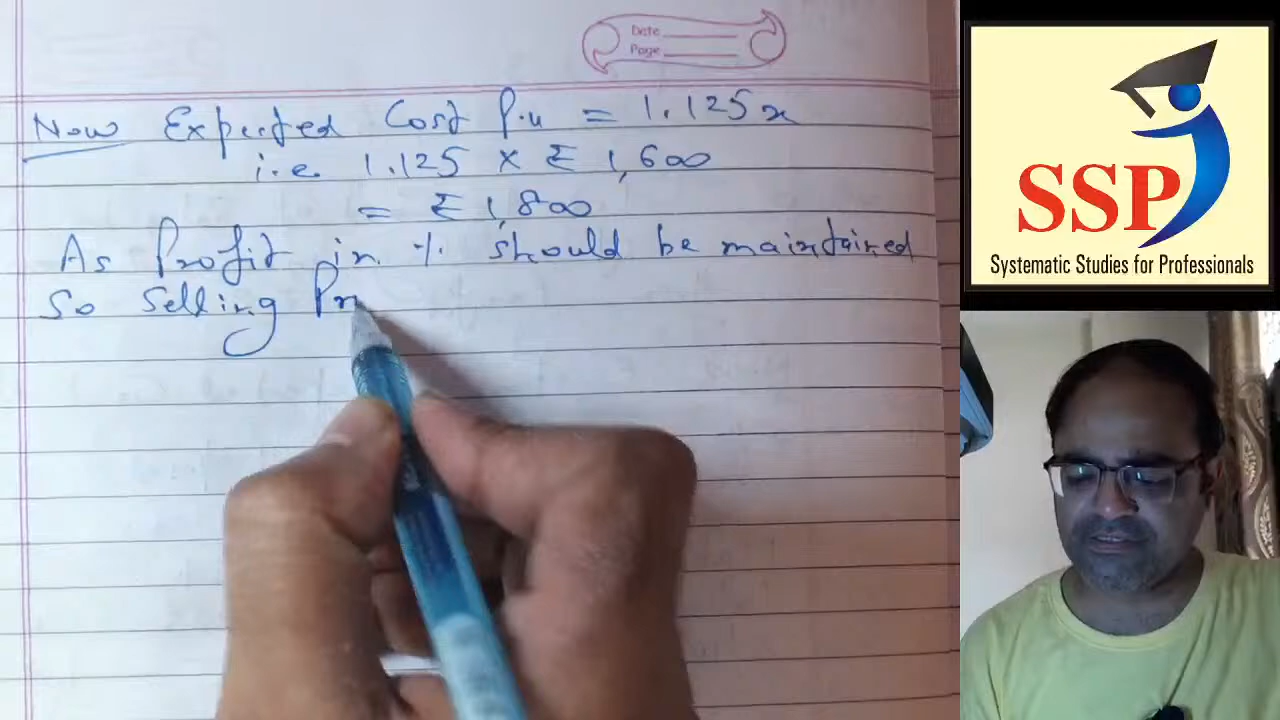 Date
Page
Now Expected Cost P.u = 1.125x
i.e. 1.125 × ₹ 1,600
= ₹ 1,800
As Profit in % should be maintained
So Selling Pr
SSP
Systematic Studies for Professionals